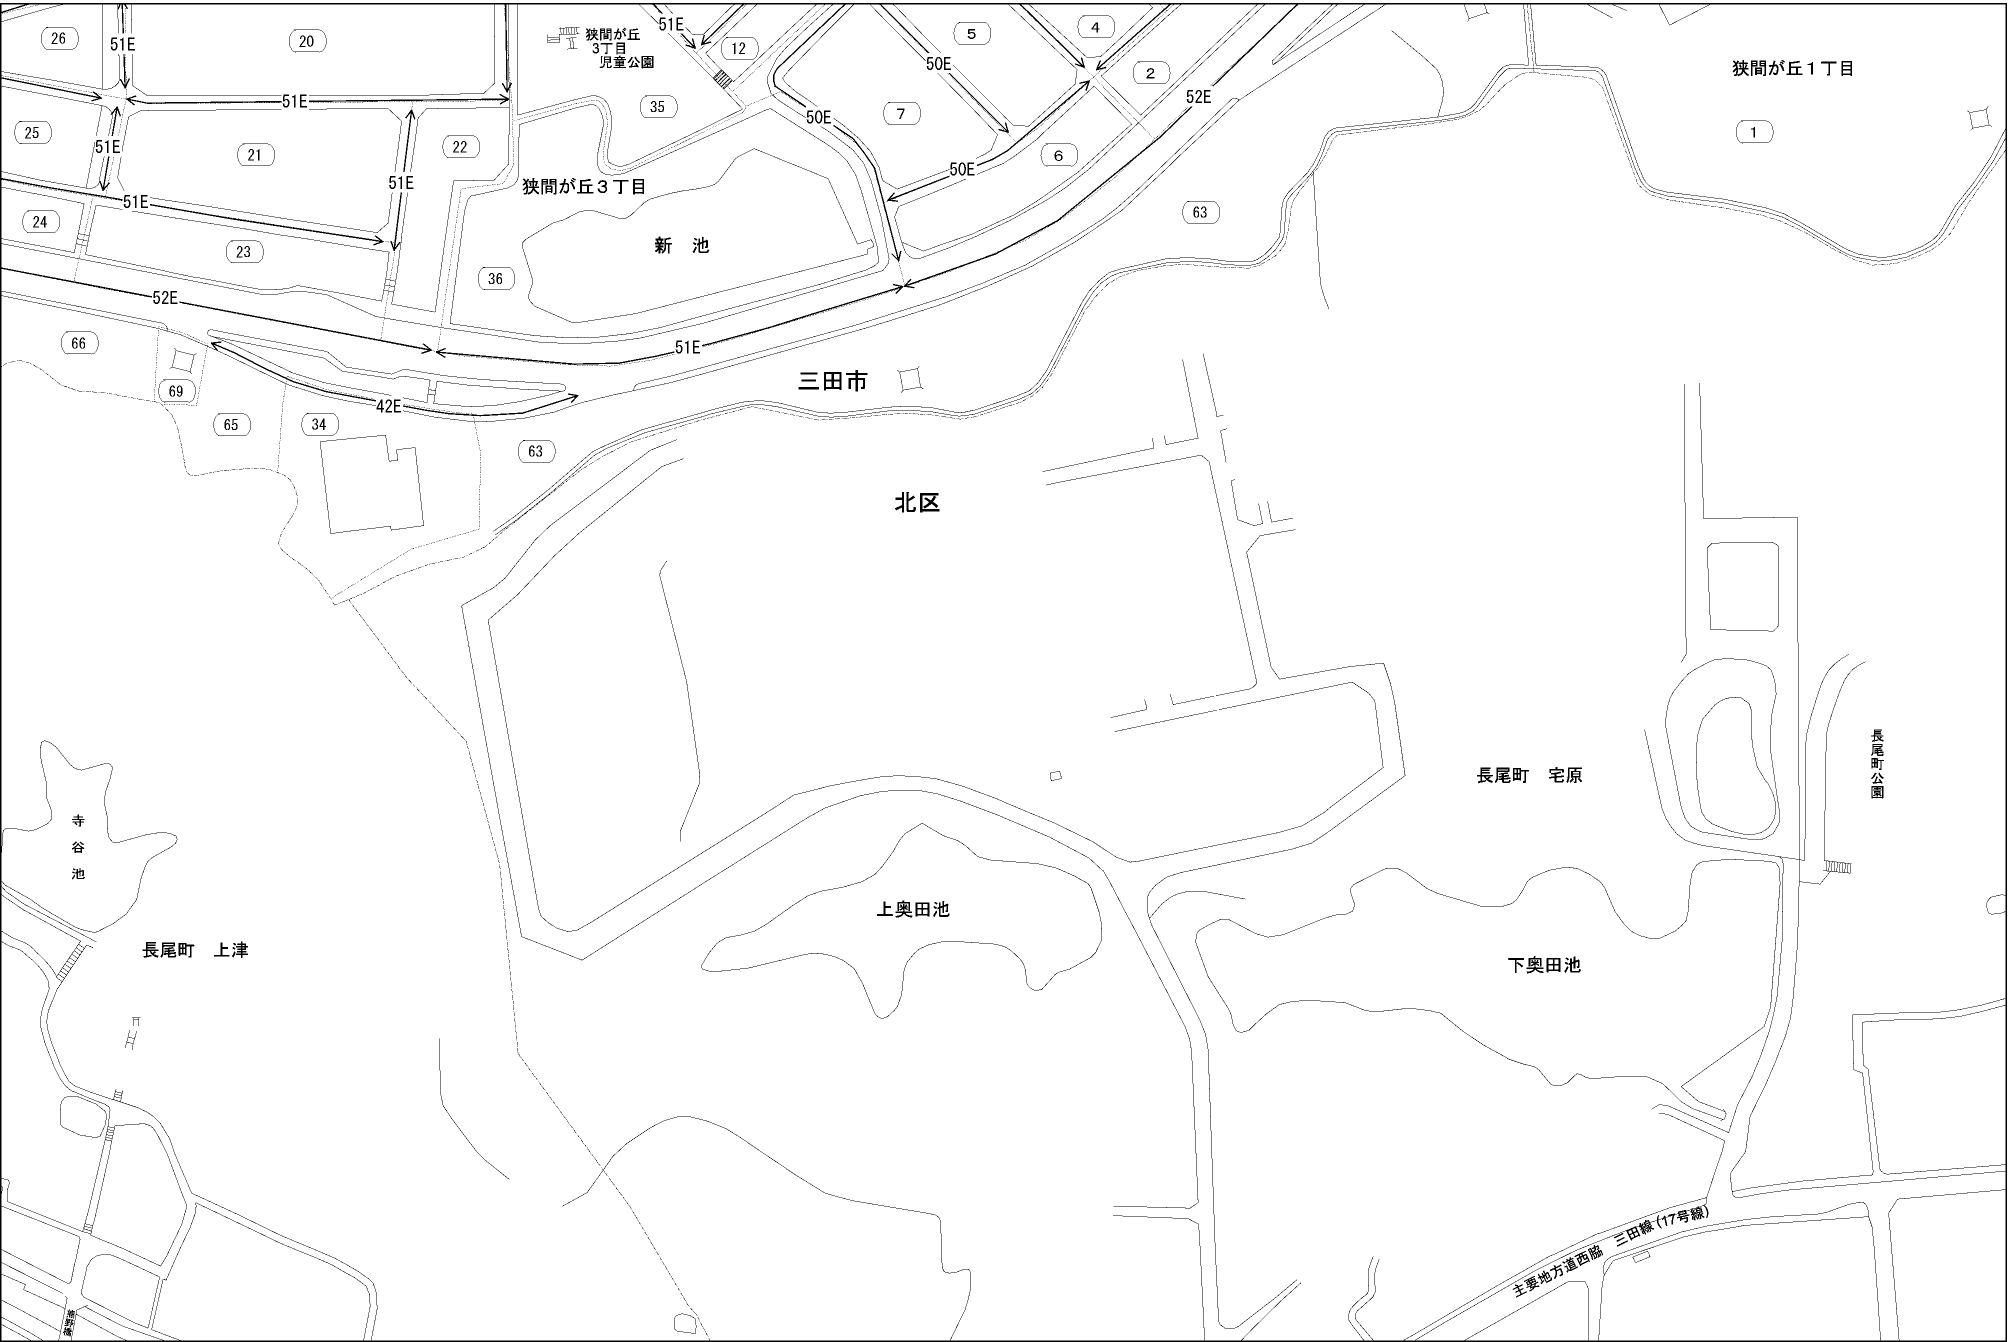 26
51E
20
狭間が丘
3丁目
児童公園
51E
12
5
4
50E
2
52E
狭間が丘1丁目
51E
25
51E
21
22
35
50E
7
1
51E
50E
6
狭間が丘3丁目
51E
24
23
新 池
63
36
52E
66
51E
三田市
69
42E
65
34
63
北区
長尾町 宅原
長尾町公園
寺谷池
上奥田池
長尾町 上津
下奥田池
主要地方道西脇 三田線(17号線)
熊野橋